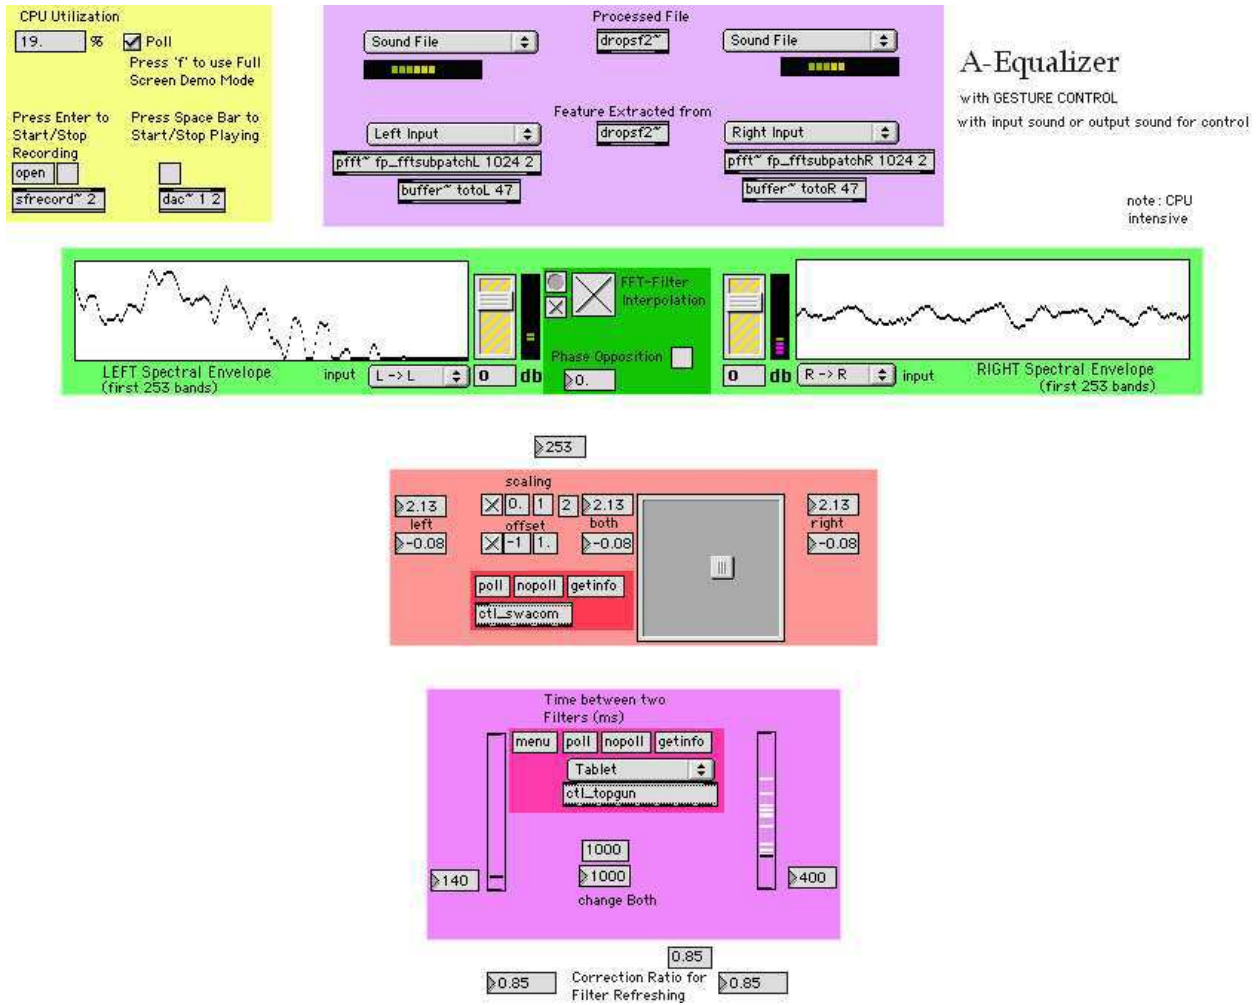 CPU Utilization
19. %
Poll
Press 'f' to use Full
Screen Demo Mode
Press Enter to
Start/Stop
Recording
open
sfrecord~ 2
Press Space Bar to
Start/Stop Playing
dac~ 1 2
Processed File
Sound File
dropsf2~
Sound File
Feature Extracted from
Left Input
dropsf2~
Right Input
pfft~ fp_fftsubpatchL 1024 2
pfft~ fp_fftsubpatchR 1024 2
buffer~ totoL 47
buffer~ totoR 47
A-Equalizer
with GESTURE CONTROL
with input sound or output sound for control
note : CPU
intensive
FFT-Filter
Interpolation
Phase Opposition
0.
LEFT Spectral Envelope
(first 253 bands)
input
L->L
0 db
0 db
R->R
input
RIGHT Spectral Envelope
(first 253 bands)
253
scaling
2.13
left
-0.08
0. 1 2 2.13
offset
both
-1 1. -0.08
2.13
right
-0.08
poll nopoll getinfo
ctl_swacom
Time between two
Filters (ms)
menu poll nopoll getinfo
Tablet
ctl_topgun
1000
140
1000
400
change Both
0.85
0.85
Correction Ratio for
Filter Refreshing
0.85